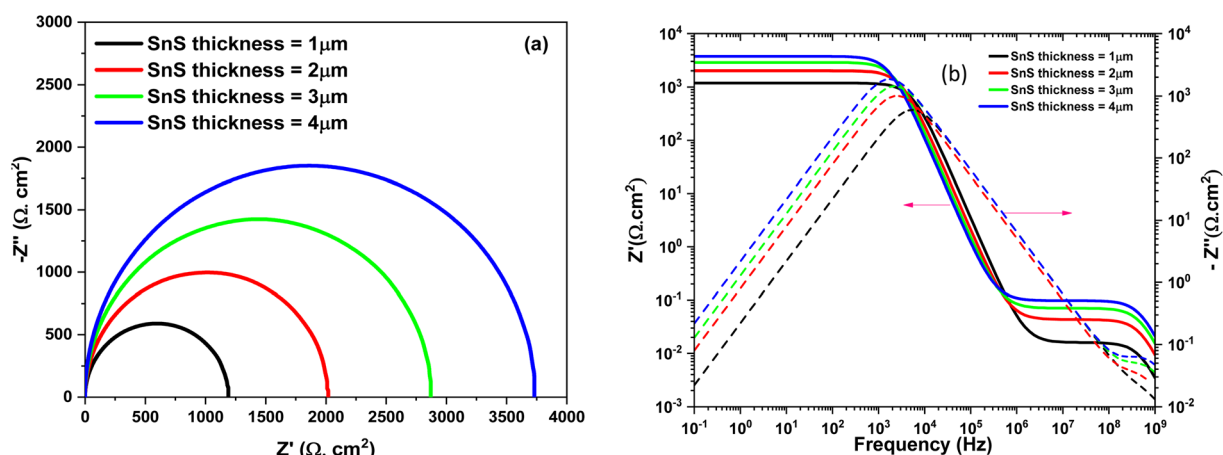 (a)
SnS thickness = 1μm
SnS thickness = 2μm
SnS thickness = 3μm
SnS thickness = 4μm
3000
2500
2000
1500
1000
500
0
-Z'' (Ω. cm²)
0 500 1000 1500 2000 2500 3000 3500 4000
Z' (Ω. cm²)
(b)
SnS thickness = 1μm
SnS thickness = 2μm
SnS thickness = 3μm
SnS thickness = 4μm
10⁴
10³
10²
10¹
10⁰
10⁻¹
10⁻²
10⁻³
Z'(Ω.cm²)
10⁴
10³
10²
10¹
10⁰
10⁻¹
10⁻²
- Z''(Ω.cm²)
10⁻¹ 10⁰ 10¹ 10² 10³ 10⁴ 10⁵ 10⁶ 10⁷ 10⁸ 10⁹
Frequency (Hz)